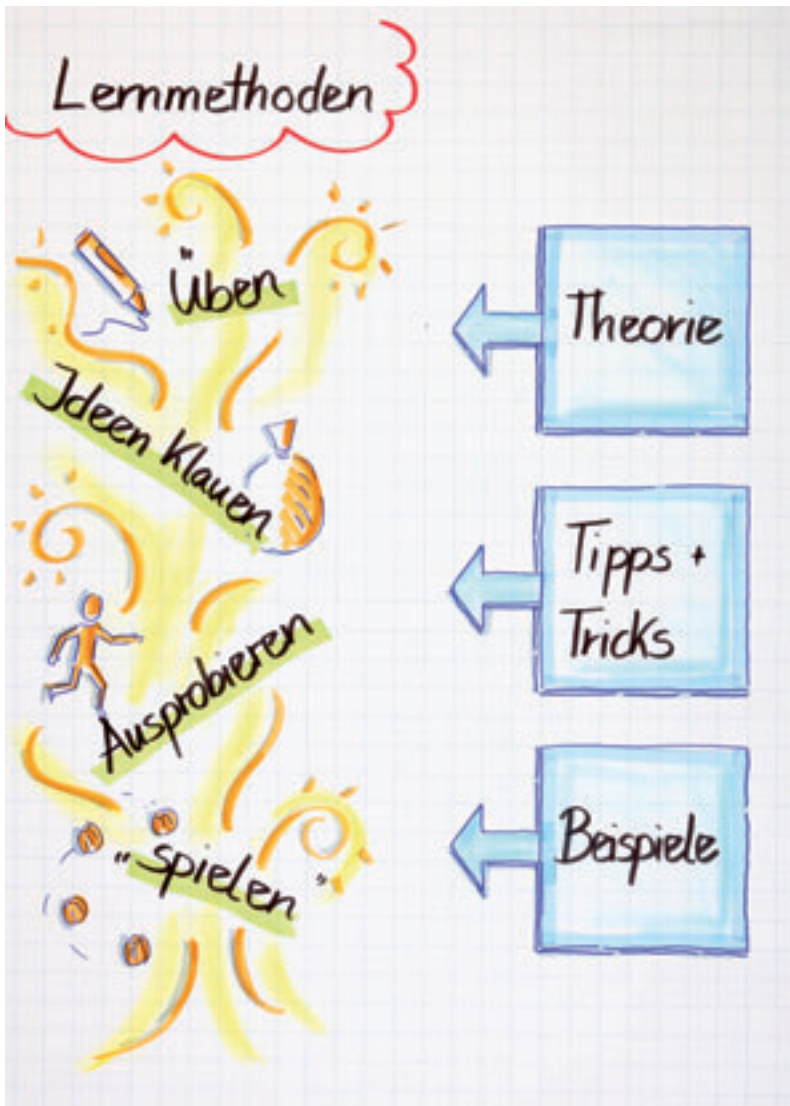 Lernmethoden
Üben
Ideen Klauen
Ausprobieren
"spielen"
Theorie
Tipps +
Tricks
Beispiele